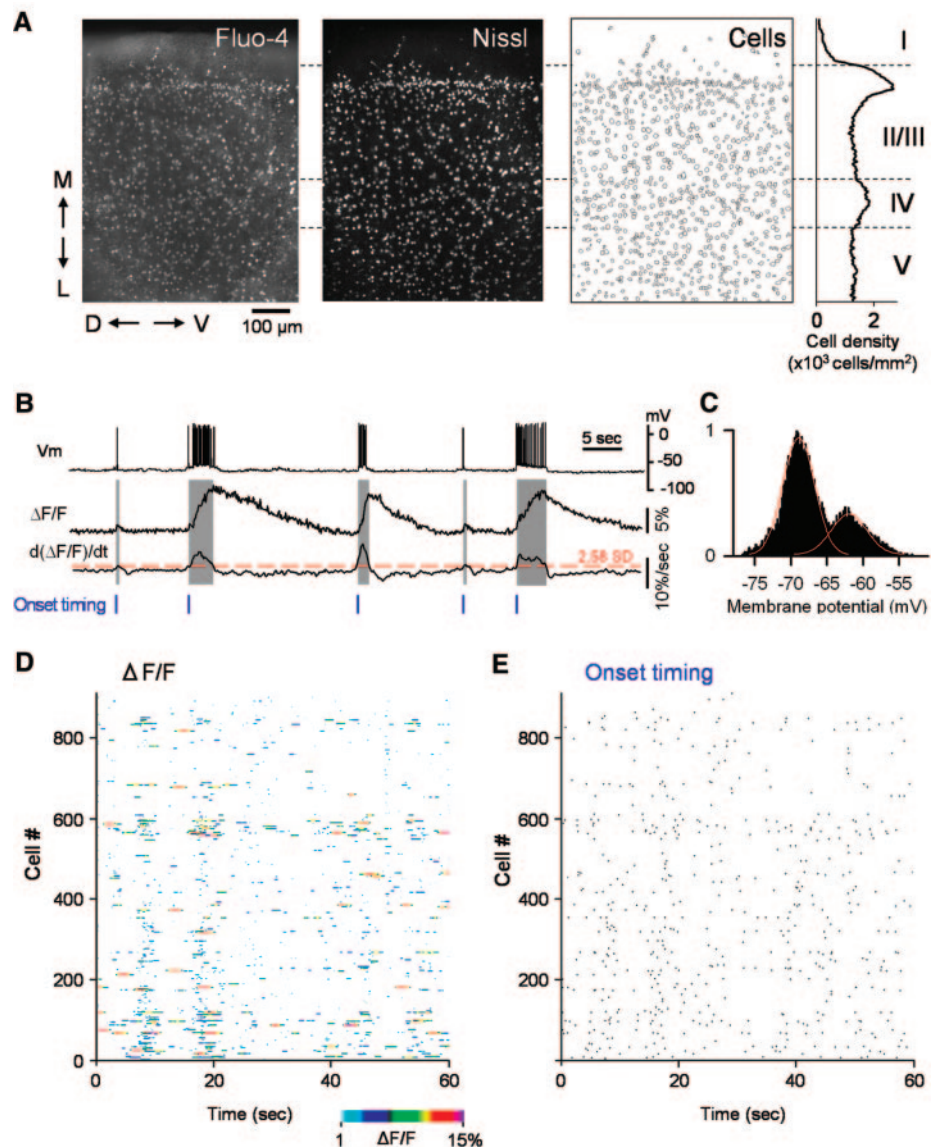 A
Fluo-4
Nissl
Cells
I
II/III
IV
V
M
L
D
V
100 µm
0 2
Cell density
(x10³ cells/mm²)
B
Vm
5 sec
mV
0
-50
-100
ΔF/F
5%
d(ΔF/F)/dt
2.58 SD
10%/sec
Onset timing
C
1
0
-75 -70 -65 -60 -55
Membrane potential (mV)
D
ΔF/F
Cell #
800
600
400
200
0
0 20 40 60
Time (sec)
1 ΔF/F 15%
E
Onset timing
Cell #
800
600
400
200
0
0 20 40 60
Time (sec)